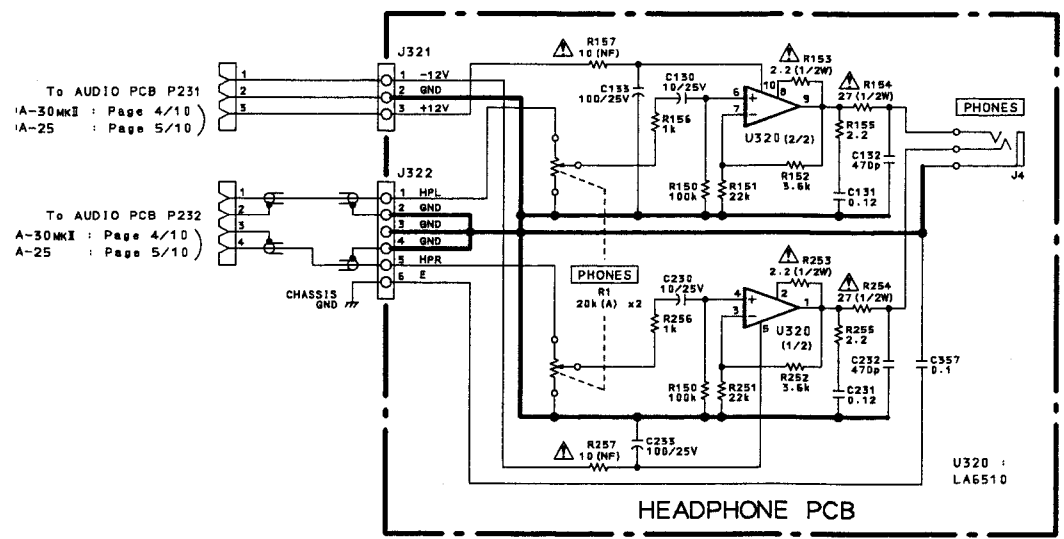 To AUDIO PCB P231
A-30MKⅡ : Page 4/10
A-25 : Page 5/10
1
2
3
J321
1 -12V
2 GND
3 +12V
To AUDIO PCB P232
A-30MKⅡ : Page 4/10
A-25 : Page 5/10
1
2
3
4
J322
1 HPL
2 GND
3 GND
4 GND
5 HPR
6 E
CHASSIS
GND
R157
10 (NF)
C133
100/25V
C130
10/25V
R156
1k
R153
2.2 (1/2W)
R154
27 (1/2W)
6
7
10
8
9
U320 (2/2)
R155
2.2
C132
470p
R152
3.6k
R150
100k
R151
22k
C131
0.12
PHONES
J4
PHONES
R1
20k (A) x2
C230
10/25V
R256
1k
R253
2.2 (1/2W)
R254
27 (1/2W)
4
3
2
1
5
U320
(1/2)
R255
2.2
C232
470p
R252
3.6k
R150
100k
R251
22k
C231
0.12
C357
0.1
R257
10 (NF)
C233
100/25V
U320 :
LA6510
HEADPHONE PCB